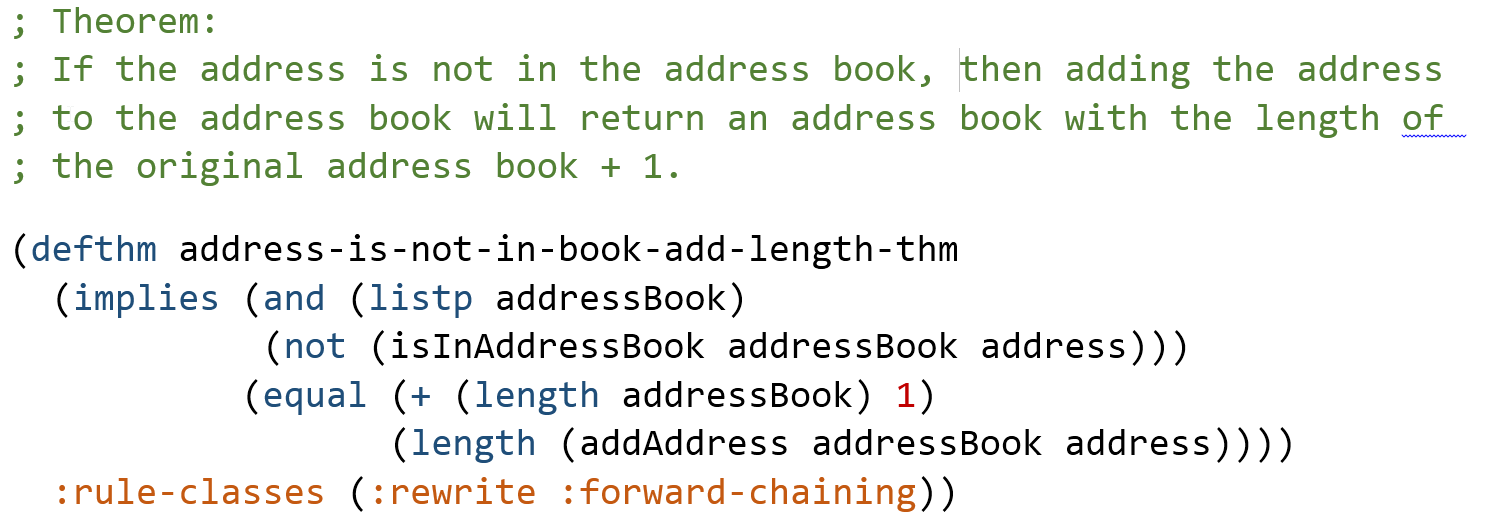 ; Theorem:
; If the address is not in the address book, then adding the address
; to the address book will return an address book with the length of
; the original address book + 1.
(defthm address-is-not-in-book-add-length-thm
  (implies (and (listp addressBook)
            (not (isInAddressBook addressBook address)))
           (equal (+ (length addressBook) 1)
                  (length (addAddress addressBook address))))
  :rule-classes (:rewrite :forward-chaining))